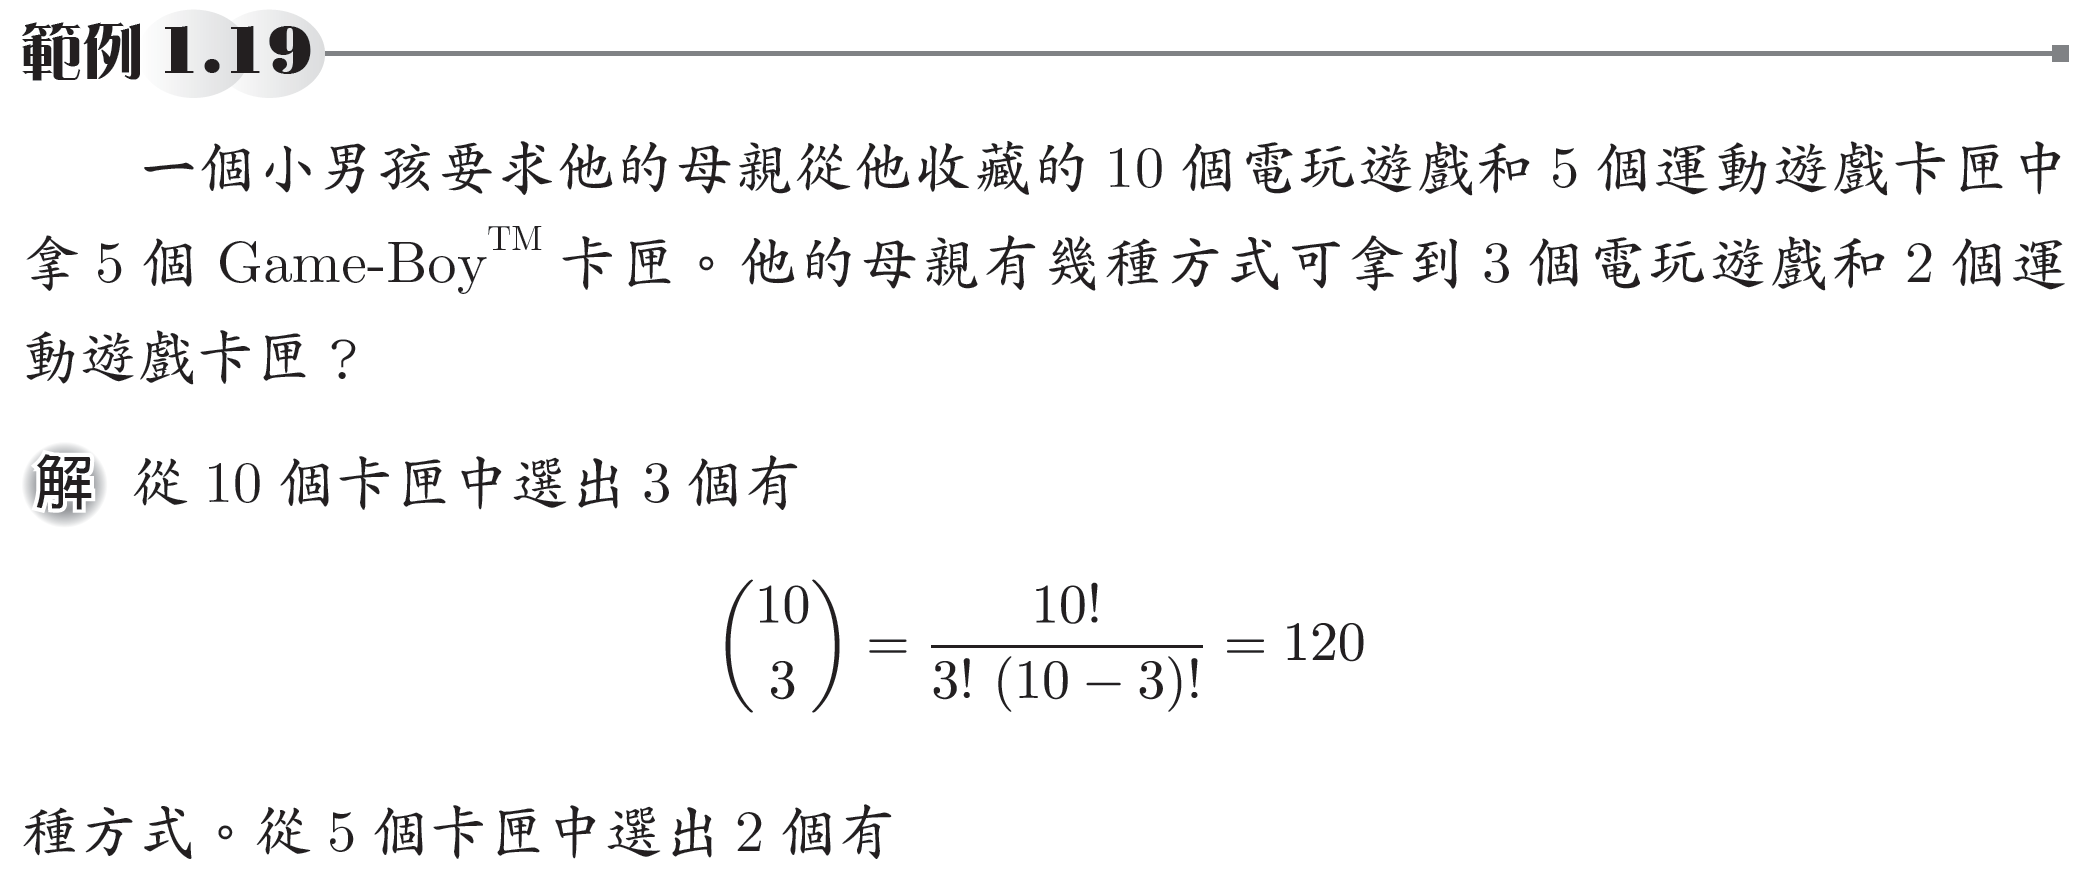 範例 1.19
一個小男孩要求他的母親從他收藏的 10 個電玩遊戲和 5 個運動遊戲卡匣中
拿 5 個 Game-Boy™ 卡匣。他的母親有幾種方式可拿到 3 個電玩遊戲和 2 個運
動遊戲卡匣？
解 從 10 個卡匣中選出 3 個有
\binom{10}{3} = \frac{10!}{3! (10 − 3)!} = 120
種方式。從 5 個卡匣中選出 2 個有